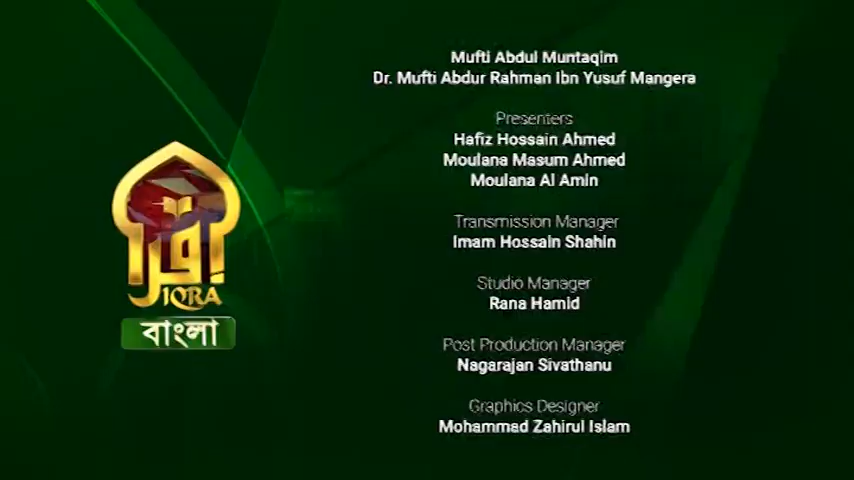 Mufti Abdul Muntaqim
Dr. Mufti Abdur Rahman Ibn Yusuf Mangera
Presenters
Hafiz Hossain Ahmed
Moulana Masum Ahmed
Moulana Al Amin
Transmission Manager
Imam Hossain Shahin
Studio Manager
Rana Hamid
Post Production Manager
Nagarajan Sivathanu
Graphics Designer
Mohammad Zahirul Islam
اقرا
IQRA
বাংলা